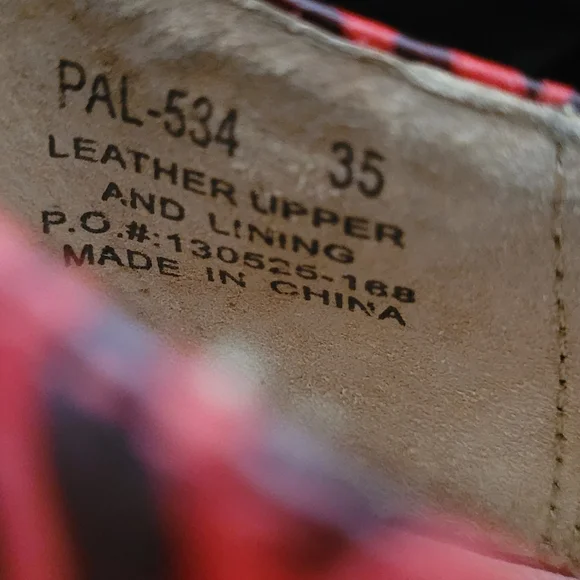 PAL-534 35
LEATHER UPPER
AND LINING
P.O.#:130525-168
MADE IN CHINA